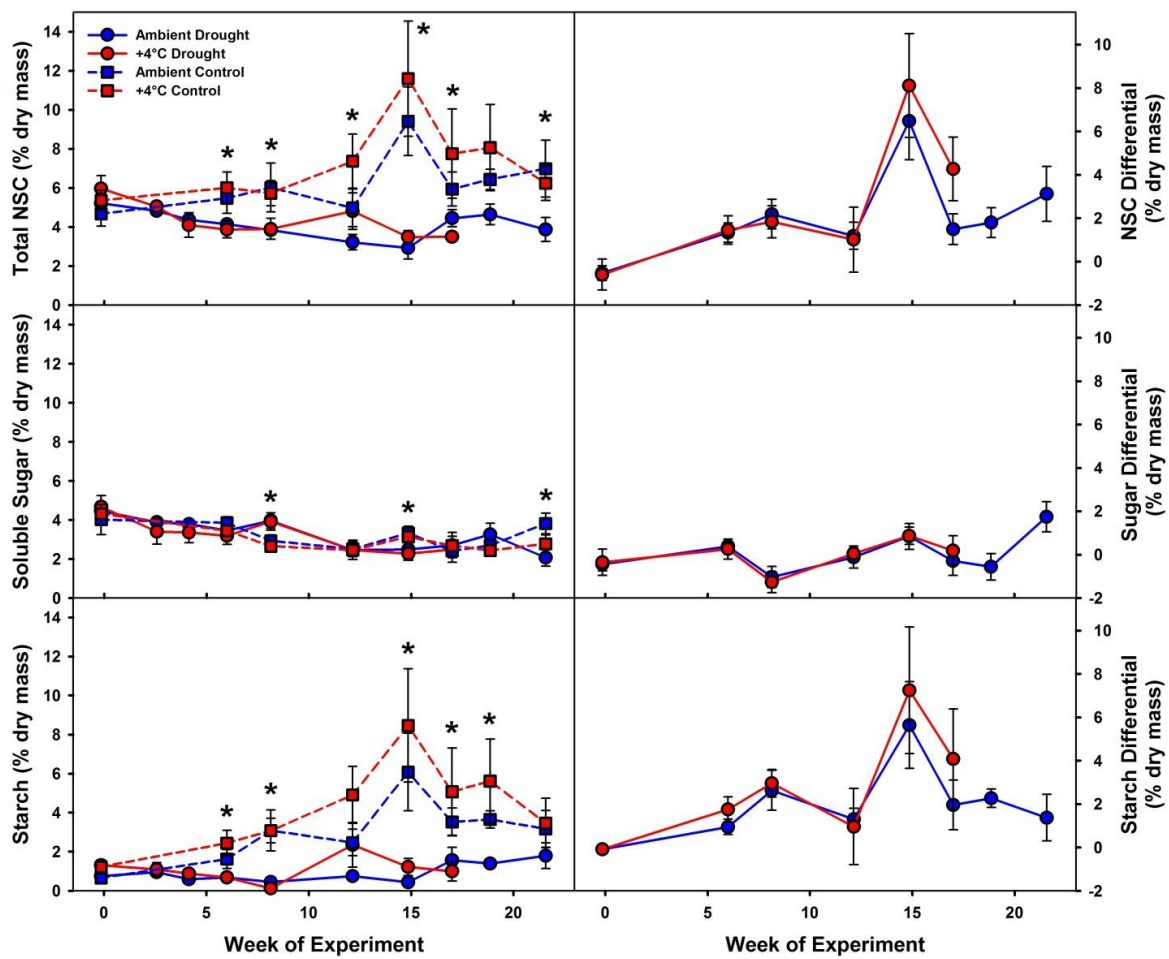 Ambient Drought
+4°C Drought
Ambient Control
+4°C Control
Total NSC (% dry mass)
14
12
10
8
6
4
2
0
* * * * * *
10
8
6
4
2
0
-2
NSC Differential
(% dry mass)
Soluble Sugar (% dry mass)
14
12
10
8
6
4
2
0
* * *
10
8
6
4
2
0
-2
Sugar Differential
(% dry mass)
Starch (% dry mass)
14
12
10
8
6
4
2
0
* * * * *
0 5 10 15 20
Week of Experiment
10
8
6
4
2
0
-2
Starch Differential
(% dry mass)
0 5 10 15 20
Week of Experiment